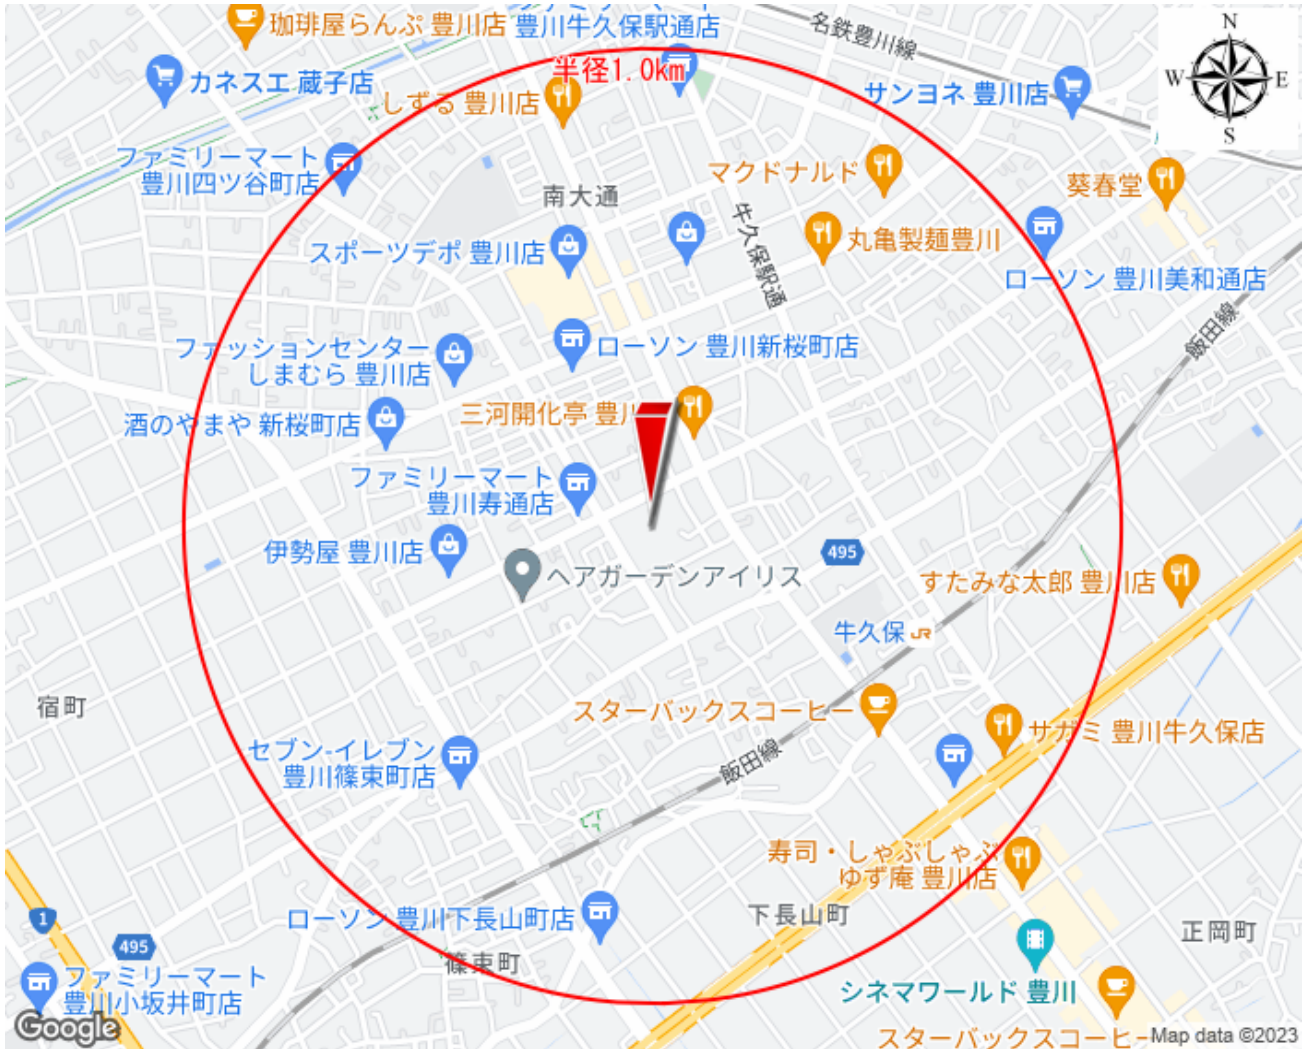 ファミリーマート
豊川牛久保駅通店
珈琲屋らんぷ 豊川店
名鉄豊川線
N
W
E
S
半径1.0km
カネスエ 蔵子店
しずる 豊川店
サンヨネ 豊川店
ファミリーマート
豊川四ツ谷町店
マクドナルド
葵春堂
南大通
牛久保駅通
丸亀製麺豊川
スポーツデポ 豊川店
ローソン 豊川美和通店
飯田線
ファッションセンター
しまむら 豊川店
ローソン 豊川新桜町店
酒のやまや 新桜町店
三河開化亭 豊川
ファミリーマート
豊川寿通店
伊勢屋 豊川店
495
ヘアガーデンアイリス
すたみな太郎 豊川店
牛久保
JR
宿町
スターバックスコーヒー
サガミ 豊川牛久保店
セブン-イレブン
豊川篠束町店
飯田線
寿司・しゃぶしゃぶ
ゆず庵 豊川店
ローソン 豊川下長山町店
下長山町
1
495
正岡町
篠束町
ファミリーマート
豊川小坂井町店
シネマワールド 豊川
Google
スターバックスコーヒー
Map data ©2023